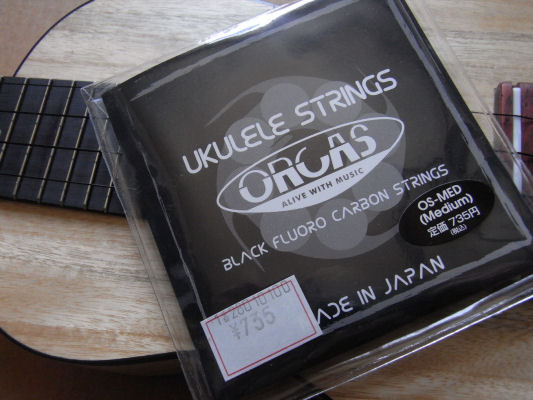 UKULELE STRINGS
ORCAS
ALIVE WITH MUSIC
BLACK FLUORO CARBON STRINGS
OS-MED
(Medium)
定価 735円
(税込)
ADE IN JAPAN
¥735